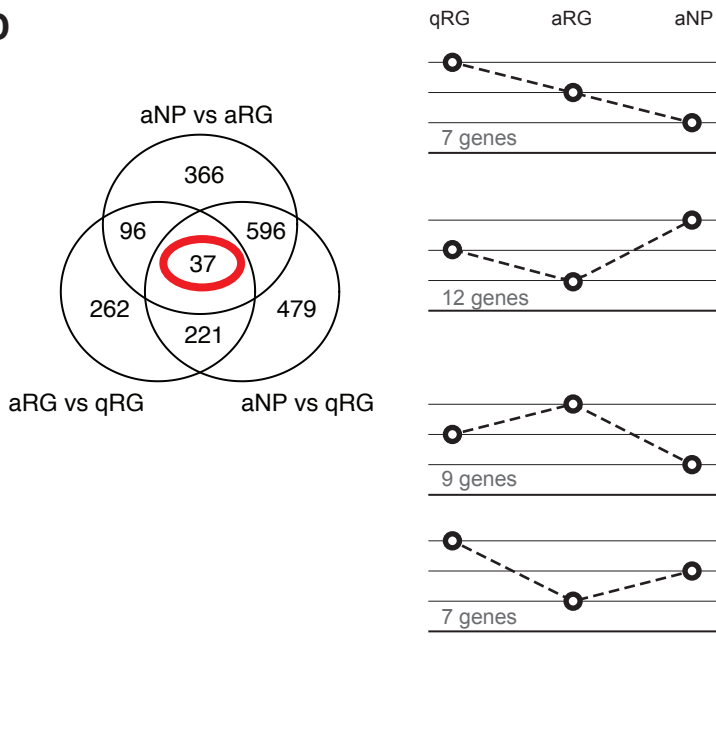 qRG aRG aNP
aNP vs aRG
366
96 596
37
262 479
221
aRG vs qRG aNP vs qRG
7 genes
12 genes
9 genes
7 genes